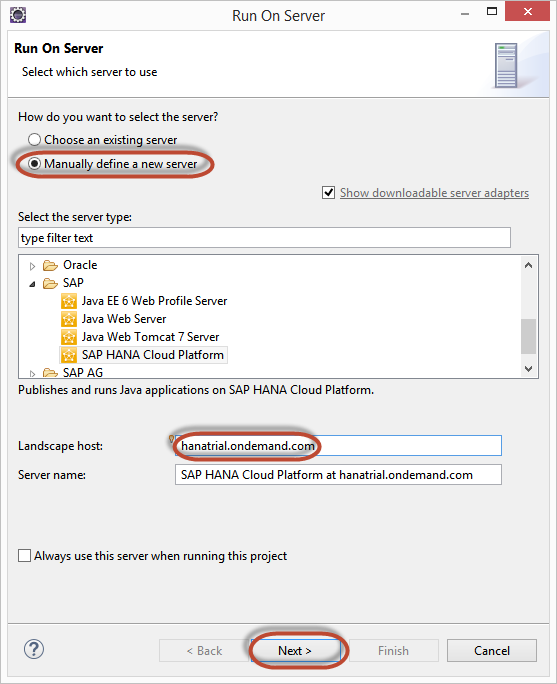 Run On Server
Run On Server
Select which server to use
How do you want to select the server?
Choose an existing server
Manually define a new server
Show downloadable server adapters
Select the server type:
type filter text
Oracle
SAP
Java EE 6 Web Profile Server
Java Web Server
Java Web Tomcat 7 Server
SAP HANA Cloud Platform
SAP AG
Publishes and runs Java applications on SAP HANA Cloud Platform.
Landscape host: hanatrial.ondemand.com
Server name: SAP HANA Cloud Platform at hanatrial.ondemand.com
Always use this server when running this project
? < Back Next > Finish Cancel